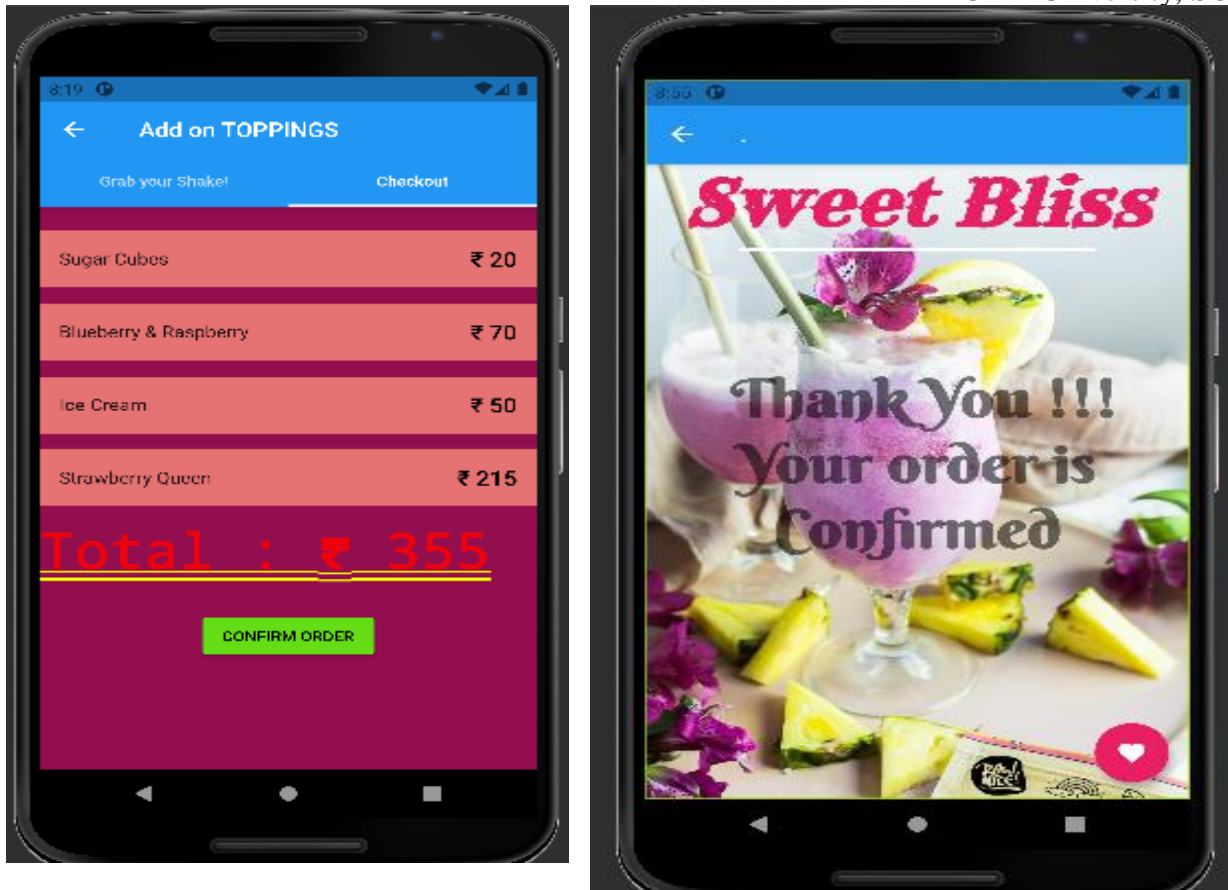 8:19
Add on TOPPINGS
Grab your Shake!
Checkout
Sugar Cubes ₹ 20
Blueberry & Raspberry ₹ 70
Ice Cream ₹ 50
Strawberry Queen ₹ 215
Total : ₹ 355
CONFIRM ORDER
8:55
.
Sweet Bliss
Thank You !!!
Your order is
Confirmed